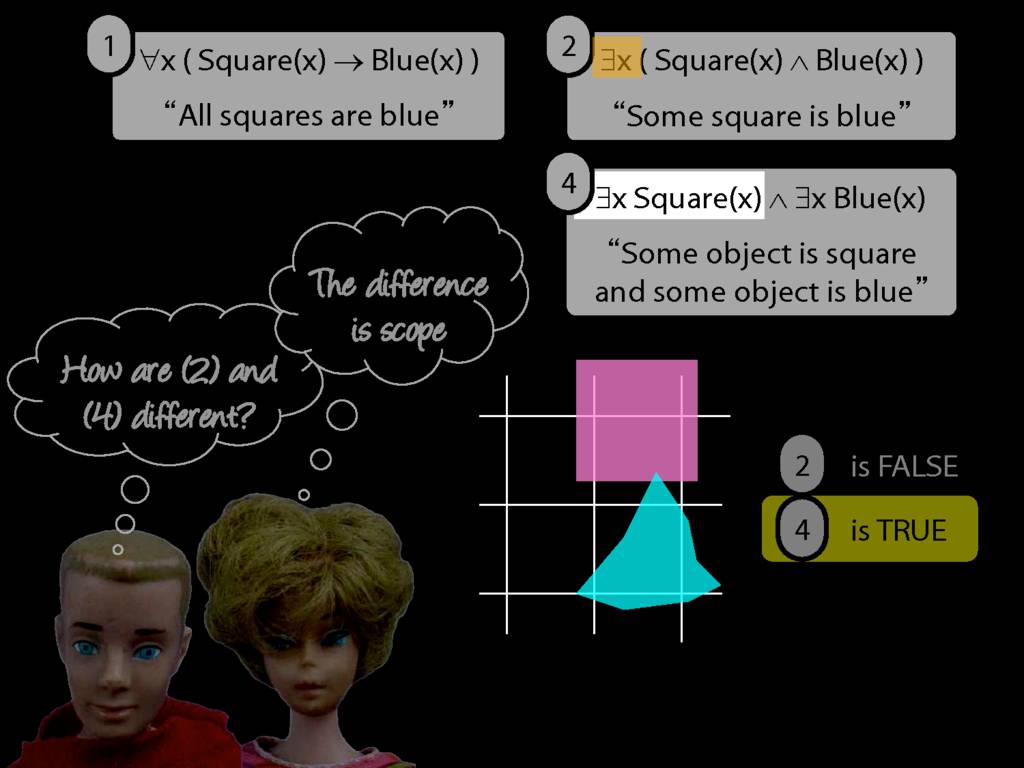 1
∀x ( Square(x) → Blue(x) )
“All squares are blue”
2
∃x ( Square(x) ∧ Blue(x) )
“Some square is blue”
4
∃x Square(x) ∧ ∃x Blue(x)
“Some object is square
and some object is blue”
The difference
is scope
How are (2) and
(4) different?
2 is FALSE
4 is TRUE